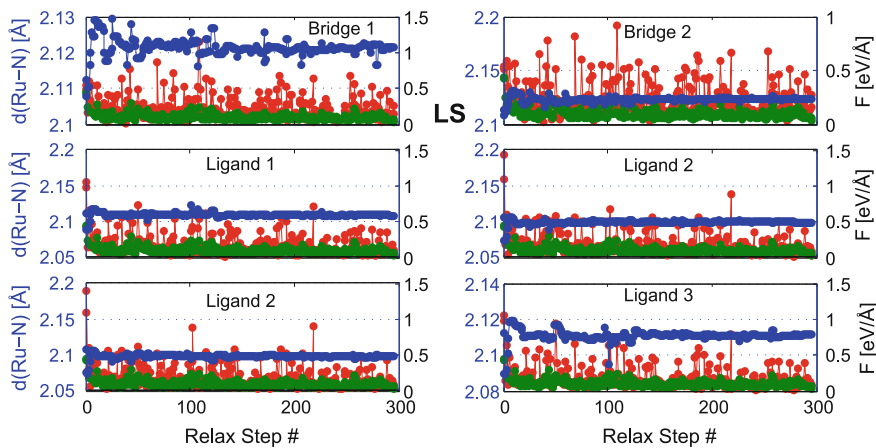 2.13
2.12
2.11
2.1
d(Ru−N) [Å]
Bridge 1
1.5
1
0.5
0
LS
2.2
2.15
2.1
Bridge 2
1
0.5
0
F [eV/Å]
2.2
2.15
2.1
2.05
d(Ru−N) [Å]
Ligand 1
1.5
1
0.5
0
2.2
2.15
2.1
2.05
Ligand 2
1.5
1
0.5
0
F [eV/Å]
2.2
2.15
2.1
2.05
d(Ru−N) [Å]
Ligand 2
1.5
1
0.5
0
0 100 200 300
Relax Step #
2.14
2.12
2.1
2.08
Ligand 3
1.5
1
0.5
0
F [eV/Å]
0 100 200 300
Relax Step #